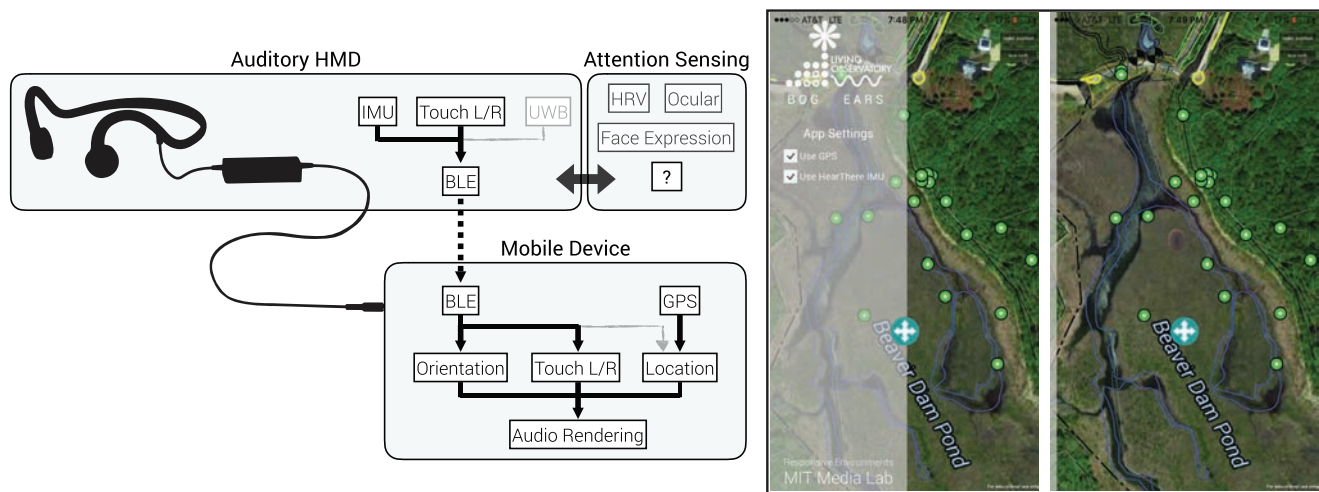 Auditory HMD
Attention Sensing
IMU
Touch L/R
UWB
BLE
HRV
Ocular
Face Expression
?
Mobile Device
BLE
GPS
Orientation
Touch L/R
Location
Audio Rendering
AT&T LTE
7:48 PM
LIVING
OBSERVATORY
BOG EARS
App Settings
Use GPS
Use HearThere IMU
Beaver Dam Pond
Responsive Environments
MIT Media Lab
AT&T LTE
7:49 PM
Beaver Dam Pond